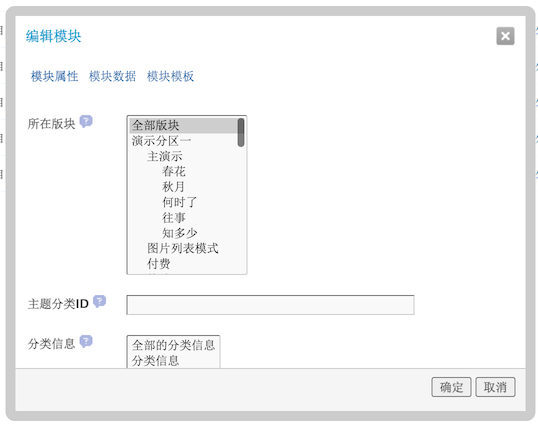 编辑模块
模块属性 模块数据 模块模板
所在版块 ?
全部版块
演示分区一
主演示
春花
秋月
何时了
往事
知多少
图片列表模式
付费
主题分类ID ?
分类信息 ?
全部的分类信息
分类信息
确定 取消